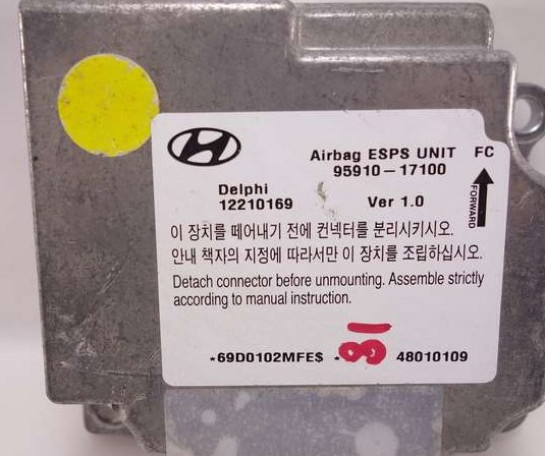 Airbag ESPS UNIT FC
95910-17100
Delphi
12210169 Ver 1.0
FORWARD
이 장치를 떼어내기 전에 컨넥터를 분리시키시오.
안내 책자의 지정에 따라서만 이 장치를 조립하십시오.
Detach connector before unmounting. Assemble strictly
according to manual instruction.
*69D0102MFE$ * 48010109